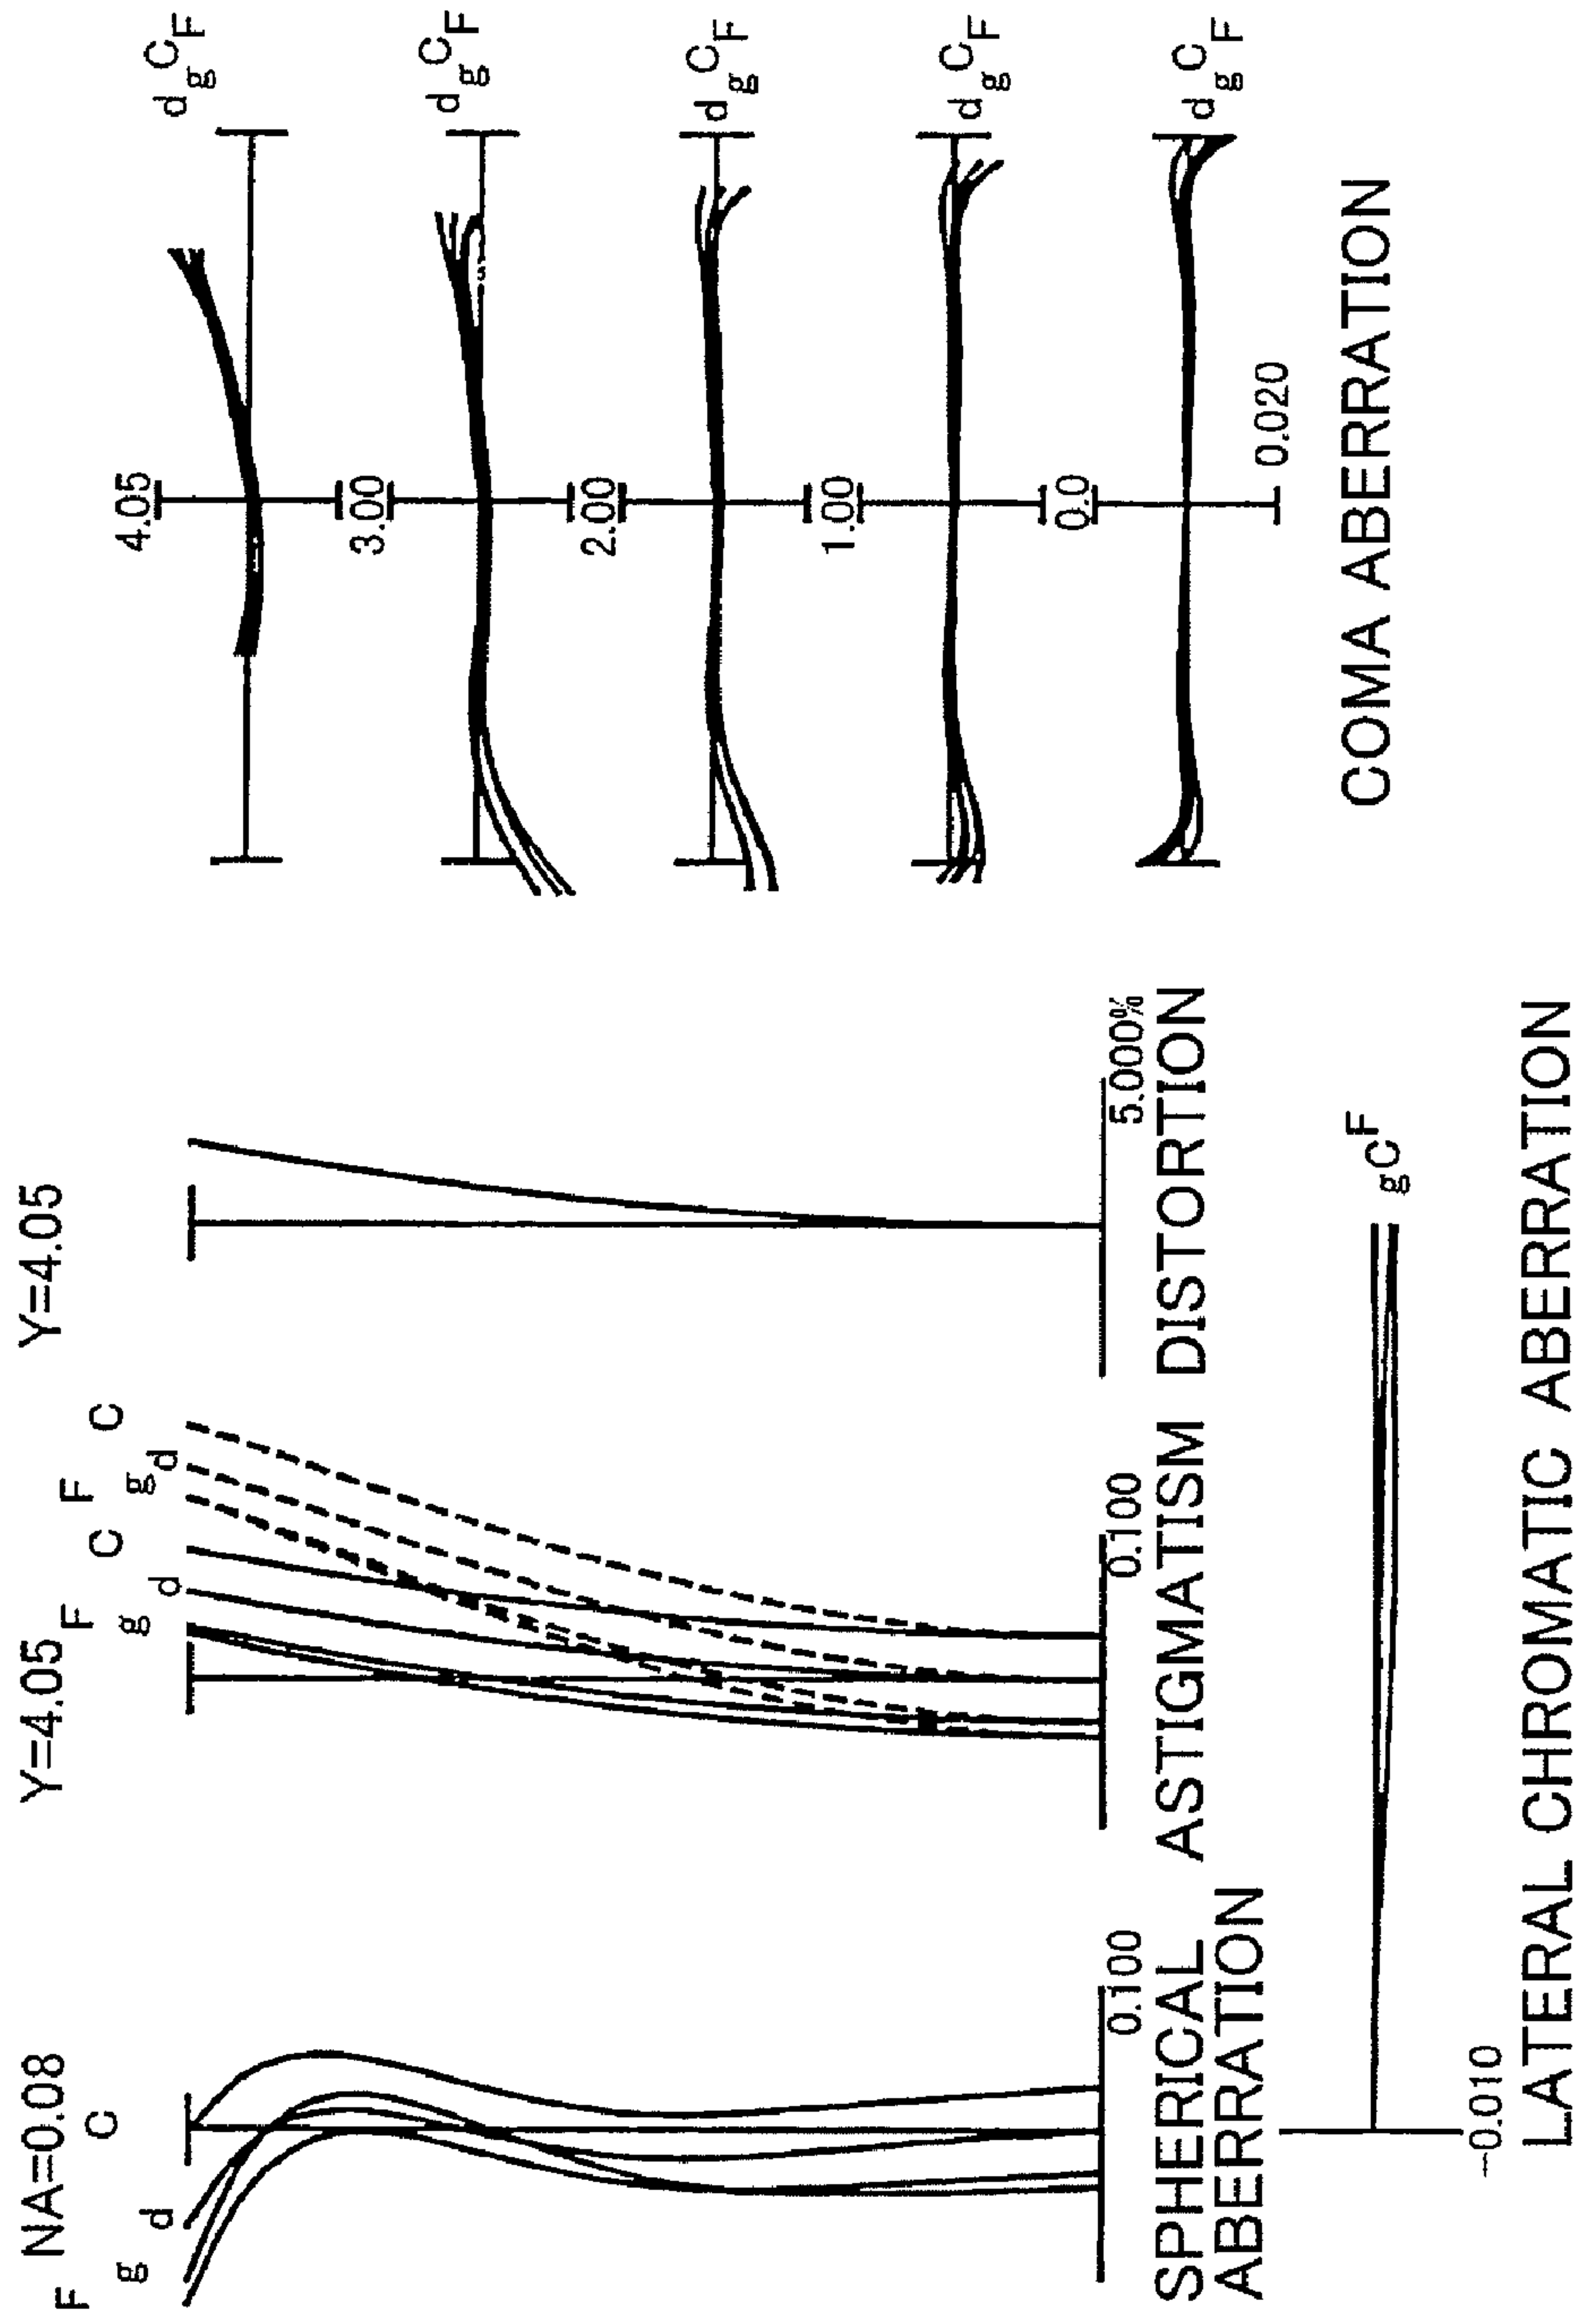 NA=0.08
F
g
d
C
0.100
SPHERICAL
ABERRATION
Y=4.05
F
g
d
C
F
g
d
C
0.100
ASTIGMATISM
Y=4.05
5.000%
DISTORTION
4.05
d g C F
3.00
d g C F
2.00
d g C F
1.00
d g C F
0.0
d g C F
0.020
COMA ABERRATION
g C F
-0.010
LATERAL CHROMATIC ABERRATION